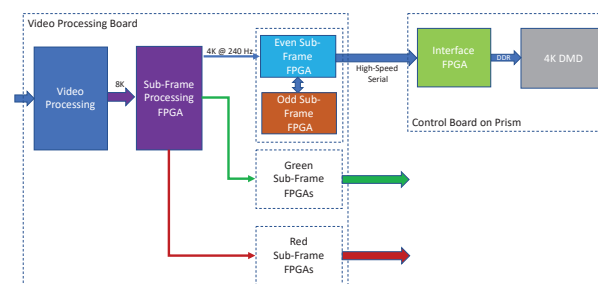 Video Processing Board
Video
Processing
8K
Sub-Frame
Processing
FPGA
4K @ 240 Hz
Even Sub-
Frame
FPGA
Odd Sub-
Frame
FPGA
High-Speed
Serial
Interface
FPGA
DDR
4K DMD
Control Board on Prism
Green
Sub-Frame
FPGAs
Red
Sub-Frame
FPGAs